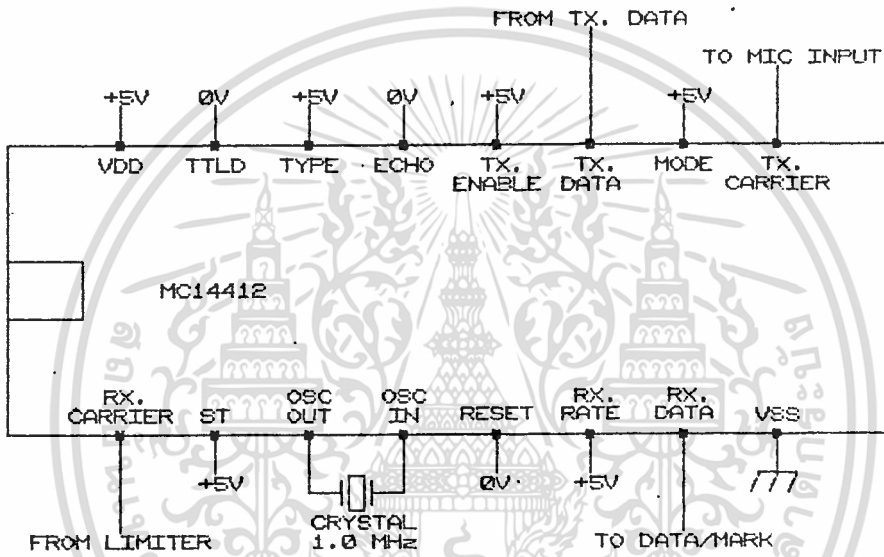 FROM TX. DATA
TO MIC INPUT
+5V 0V +5V 0V +5V +5V
VDD TTLD TYPE ECHO TX. ENABLE TX. DATA MODE TX. CARRIER
MC14412
RX. CARRIER ST OSC OUT OSC IN RESET RX. RATE RX. DATA VSS
+5V 0V +5V
CRYSTAL
1.0 MHz
FROM LIMITER
TO DATA/MARK